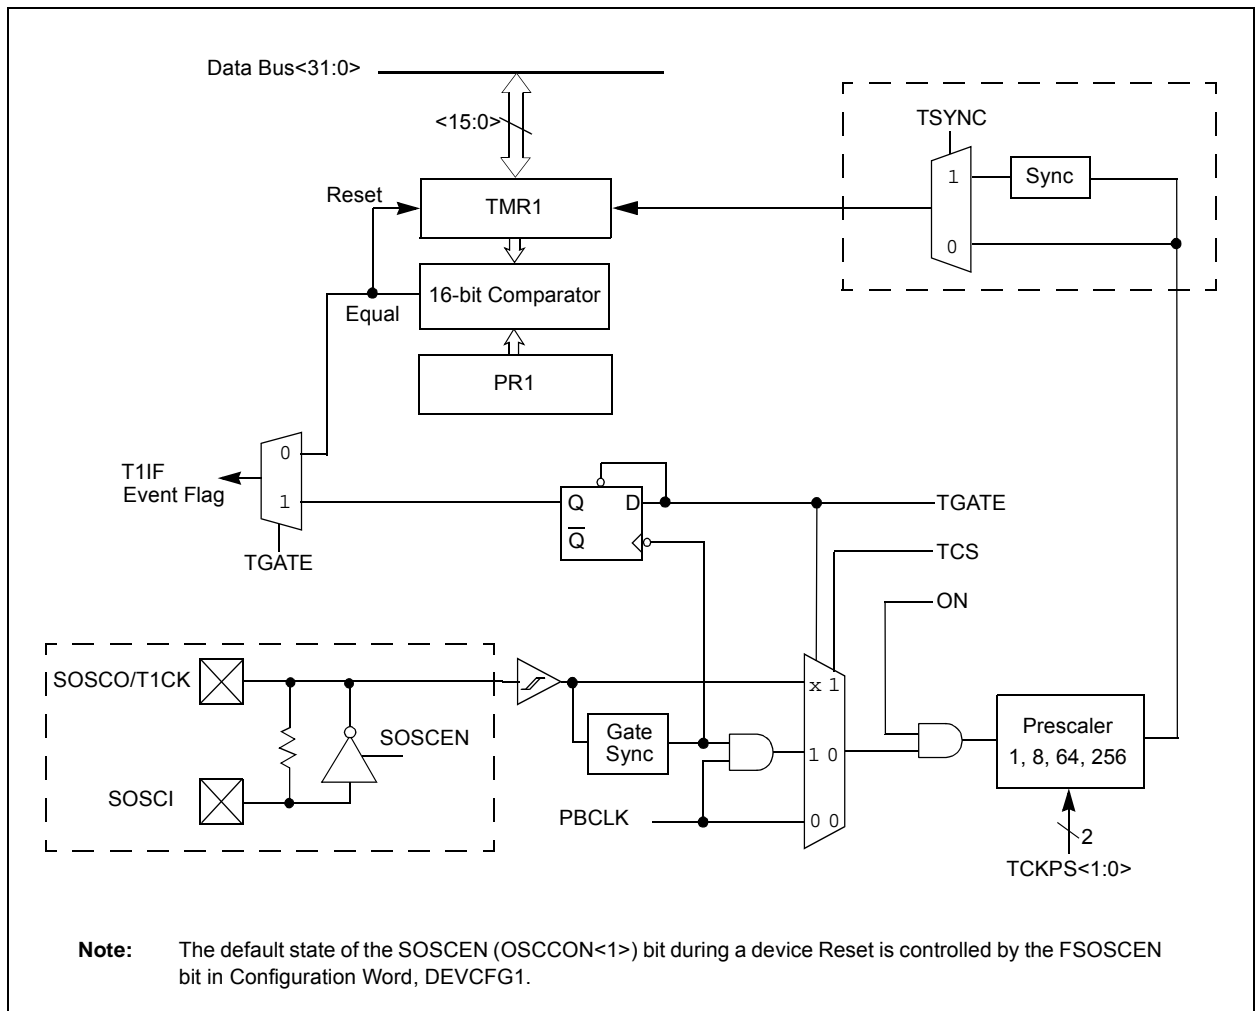 Data Bus<31:0>
<15:0>
TSYNC
Reset
TMR1
1
Sync
0
16-bit Comparator
Equal
PR1
0
T1IF
Event Flag
1
TGATE
Q
D
Q
TGATE
TCS
ON
SOSCO/T1CK
SOSCEN
SOSCI
Gate
Sync
PBCLK
x 1
1 0
0 0
Prescaler
1, 8, 64, 256
2
TCKPS<1:0>
Note: The default state of the SOSCEN (OSCCON<1>) bit during a device Reset is controlled by the FSOSCEN
bit in Configuration Word, DEVCFG1.